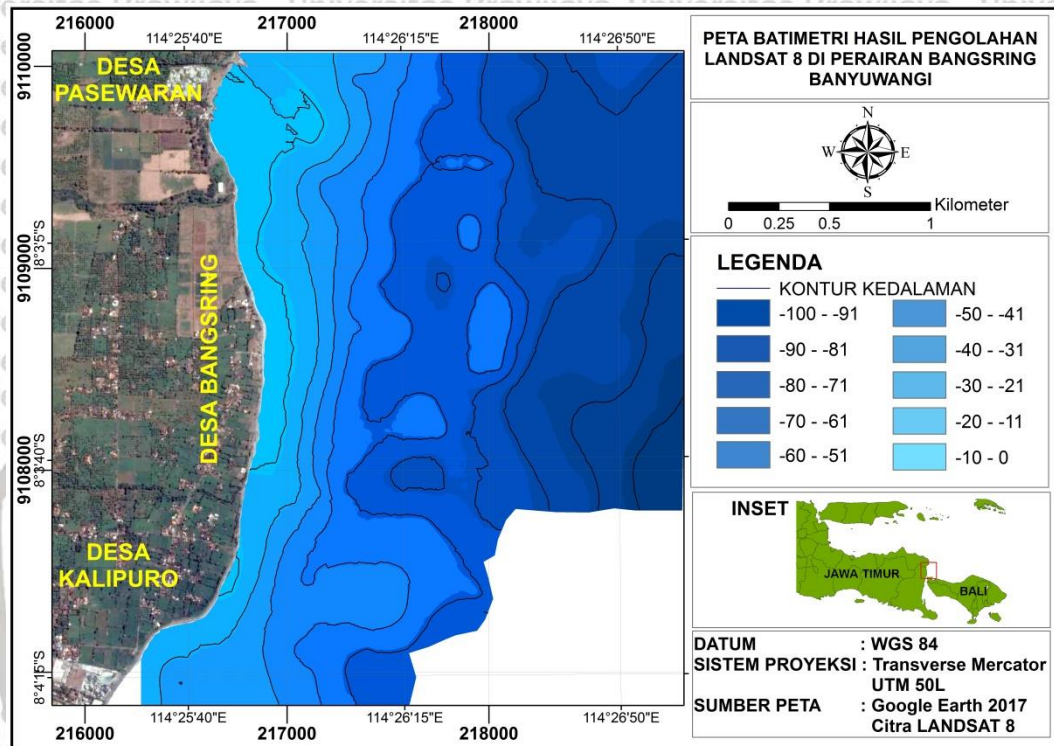 216000 217000 218000
114°25'40"E 114°26'15"E 114°26'50"E
9110000
9109000
9108000
8°3'5"S
8°3'40"S
8°4'15"S
DESA
PASEWARAN
DESA BANGSRING
DESA
KALIPURO
114°25'40"E 114°26'15"E 114°26'50"E
216000 217000 218000
PETA BATIMETRI HASIL PENGOLAHAN
LANDSAT 8 DI PERAIRAN BANGSRING
BANYUWANGI
N
W E
S
Kilometer
0 0.25 0.5 1
LEGENDA
KONTUR KEDALAMAN
-100 - -91 -50 - -41
-90 - -81 -40 - -31
-80 - -71 -30 - -21
-70 - -61 -20 - -11
-60 - -51 -10 - 0
INSET
JAWA TIMUR
BALI
DATUM : WGS 84
SISTEM PROYEKSI : Transverse Mercator
UTM 50L
SUMBER PETA : Google Earth 2017
Citra LANDSAT 8